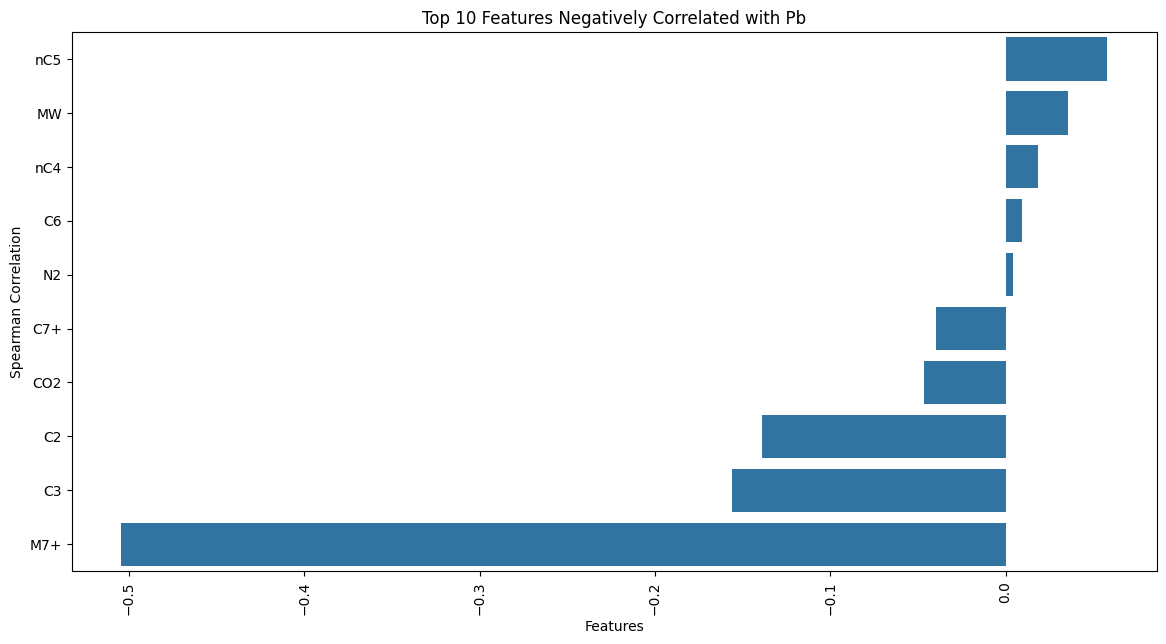 Top 10 Features Negatively Correlated with Pb
Spearman Correlation
nC5
MW
nC4
C6
N2
C7+
CO2
C2
C3
M7+
−0.5
−0.4
−0.3
−0.2
−0.1
0.0
Features